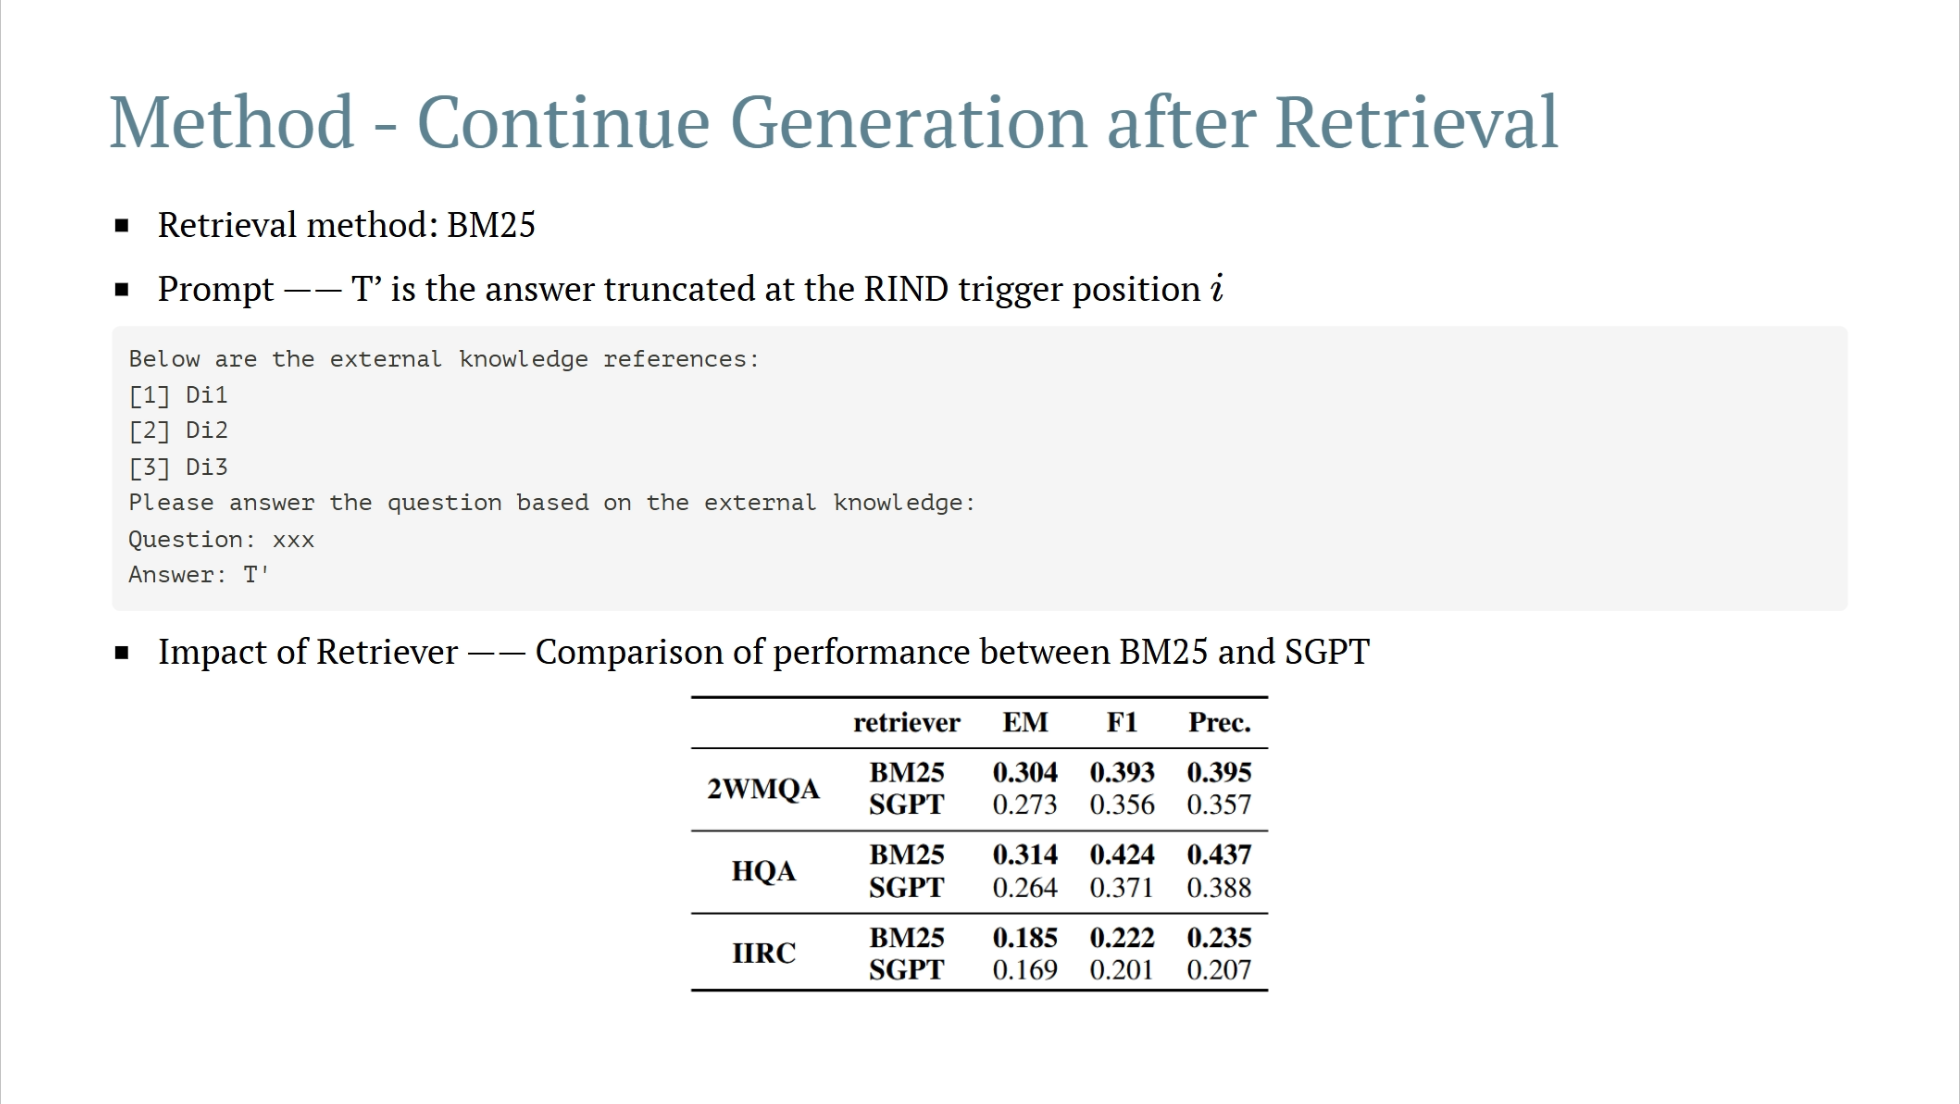 Method - Continue Generation after Retrieval
▪ Retrieval method: BM25
▪ Prompt —— T’ is the answer truncated at the RIND trigger position i
Below are the external knowledge references:
[1] Di1
[2] Di2
[3] Di3
Please answer the question based on the external knowledge:
Question: xxx
Answer: T'
▪ Impact of Retriever —— Comparison of performance between BM25 and SGPT
retriever EM F1 Prec.
2WMQA BM25 0.304 0.393 0.395
SGPT 0.273 0.356 0.357
HQA BM25 0.314 0.424 0.437
SGPT 0.264 0.371 0.388
IIRC BM25 0.185 0.222 0.235
SGPT 0.169 0.201 0.207